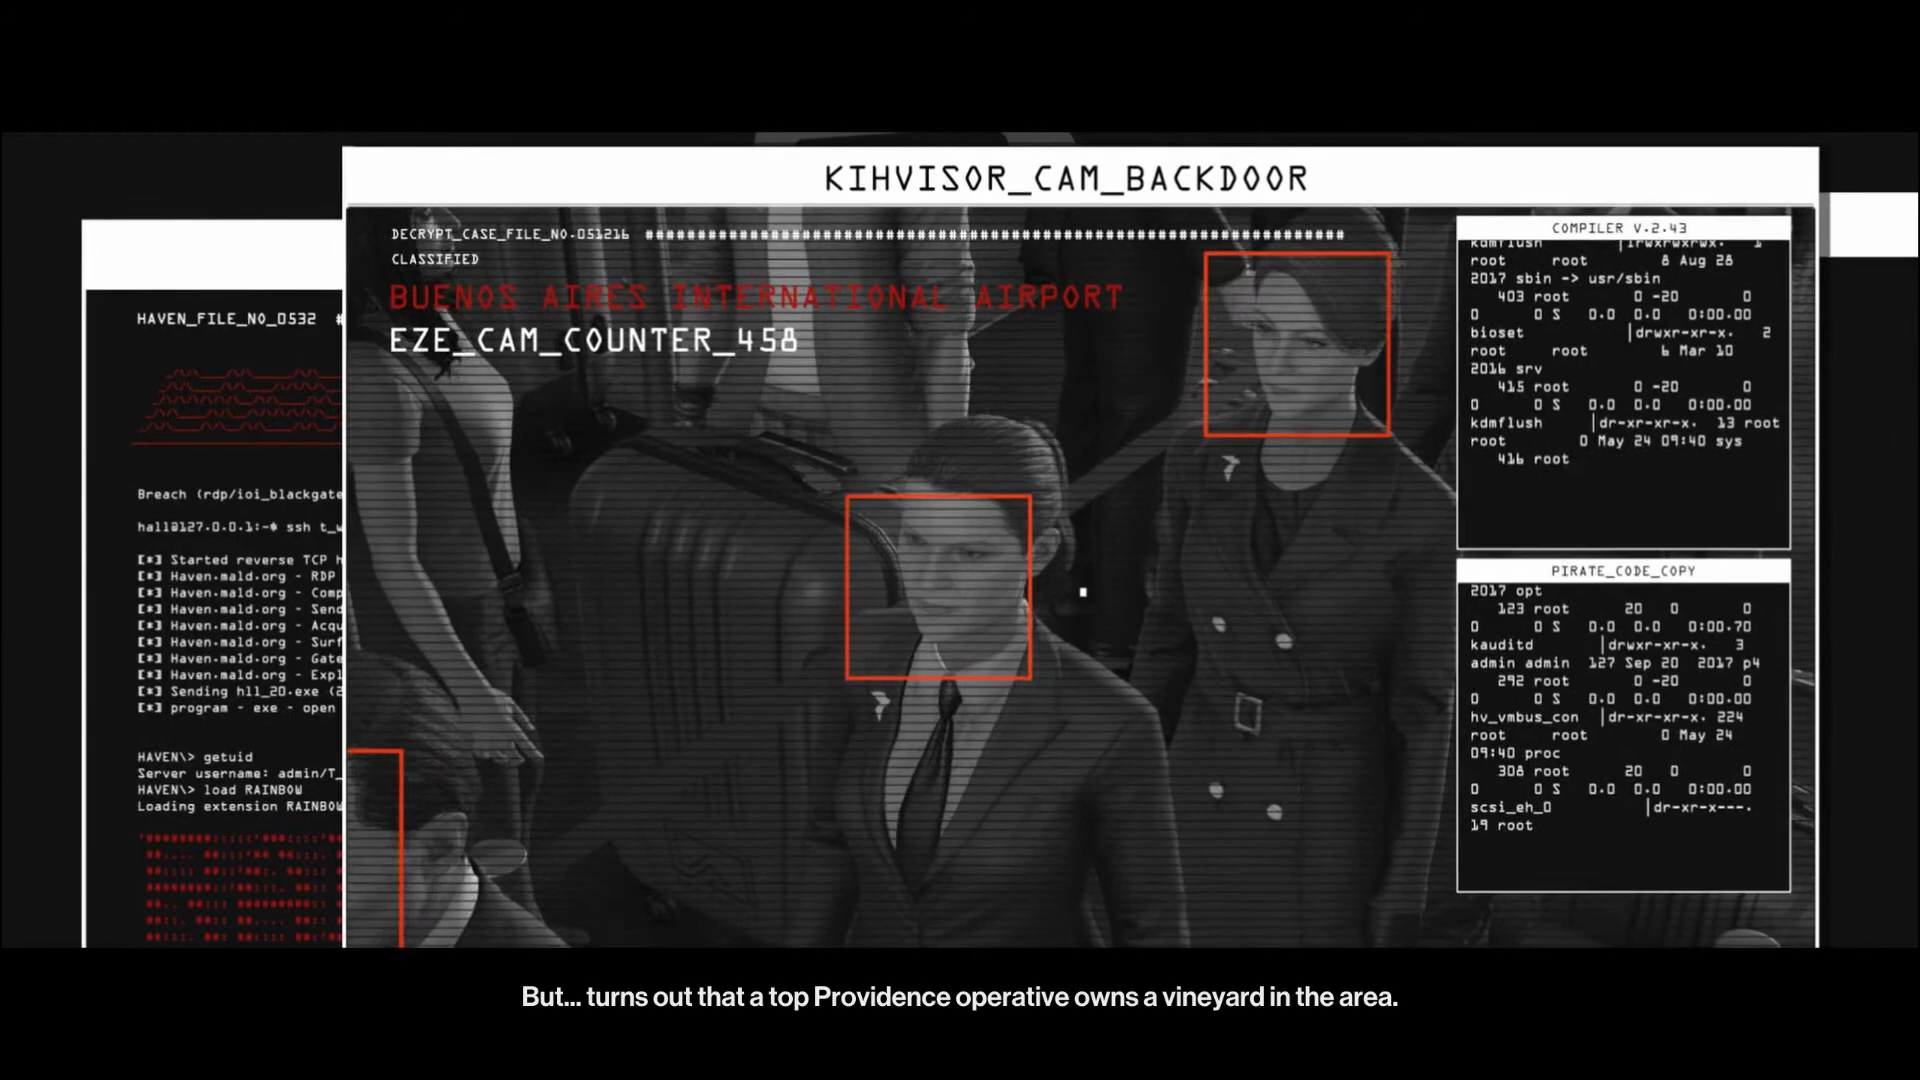 KIHVISOR_CAM_BACKDOOR
DECRYPT_CASE_FILE_NO.051216 ######################################################################
CLASSIFIED
BUENOS AIRES INTERNATIONAL AIRPORT
EZE_CAM_COUNTER_458
HAVEN_FILE_NO_0532 #
Breach (rdp/ioi_blackgate
hall@127.0.0.1:~# ssh t_w
[*] Started reverse TCP h
[*] Haven.mald.org - RDP
[*] Haven.mald.org - Comp
[*] Haven.mald.org - Send
[*] Haven.mald.org - Acqu
[*] Haven.mald.org - Surf
[*] Haven.mald.org - Gate
[*] Haven.mald.org - Expl
[*] Sending hll_20.exe (2
[*] program - exe - open
HAVEN\> getuid
Server username: admin/T_
HAVEN\> load RAINBOW
Loading extension RAINBOW
COMPILER V.2.43
kdmflush |lrwxrwxrwx. 1
root root 8 Aug 28
2017 sbin -> usr/sbin
403 root 0 -20 0
0 0 S 0.0 0.0 0:00.00
bioset |drwxr-xr-x. 2
root root 6 Mar 10
2016 srv
415 root 0 -20 0
0 0 S 0.0 0.0 0:00.00
kdmflush |dr-xr-xr-x. 13 root
root 0 May 24 09:40 sys
416 root
PIRATE_CODE_COPY
2017 opt
123 root 20 0 0
0 0 S 0.0 0.0 0:00.70
kauditd |drwxr-xr-x. 3
admin admin 127 Sep 20 2017 p4
292 root 0 -20 0
0 0 S 0.0 0.0 0:00.00
hv_vmbus_con |dr-xr-xr-x. 224
root root 0 May 24
09:40 proc
308 root 20 0 0
0 0 S 0.0 0.0 0:00.00
scsi_eh_0 |dr-xr-x---.
19 root
But... turns out that a top Providence operative owns a vineyard in the area.